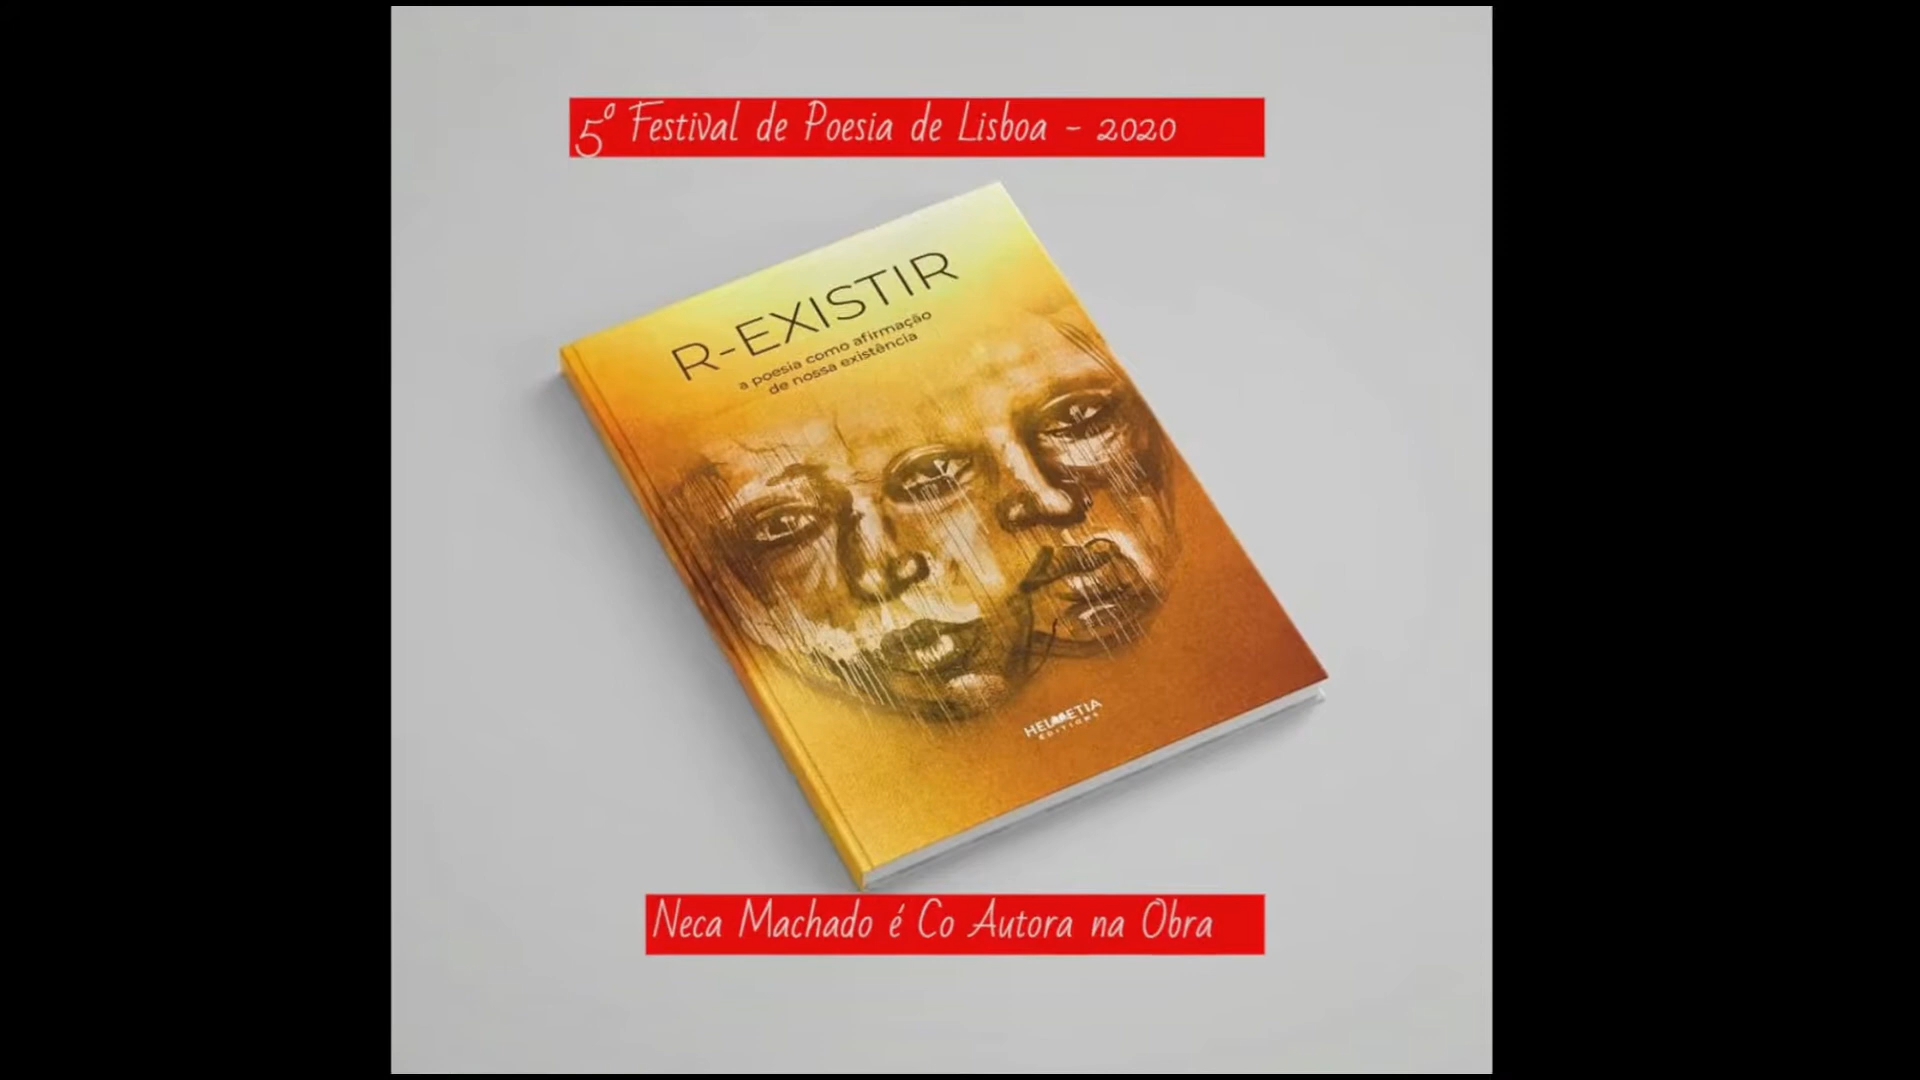 5º Festival de Poesia de Lisboa - 2020
R-EXISTIR
a poesia como afirmação
de nossa existência
HELVETIA
EDITIONS
Neca Machado é Co Autora na Obra